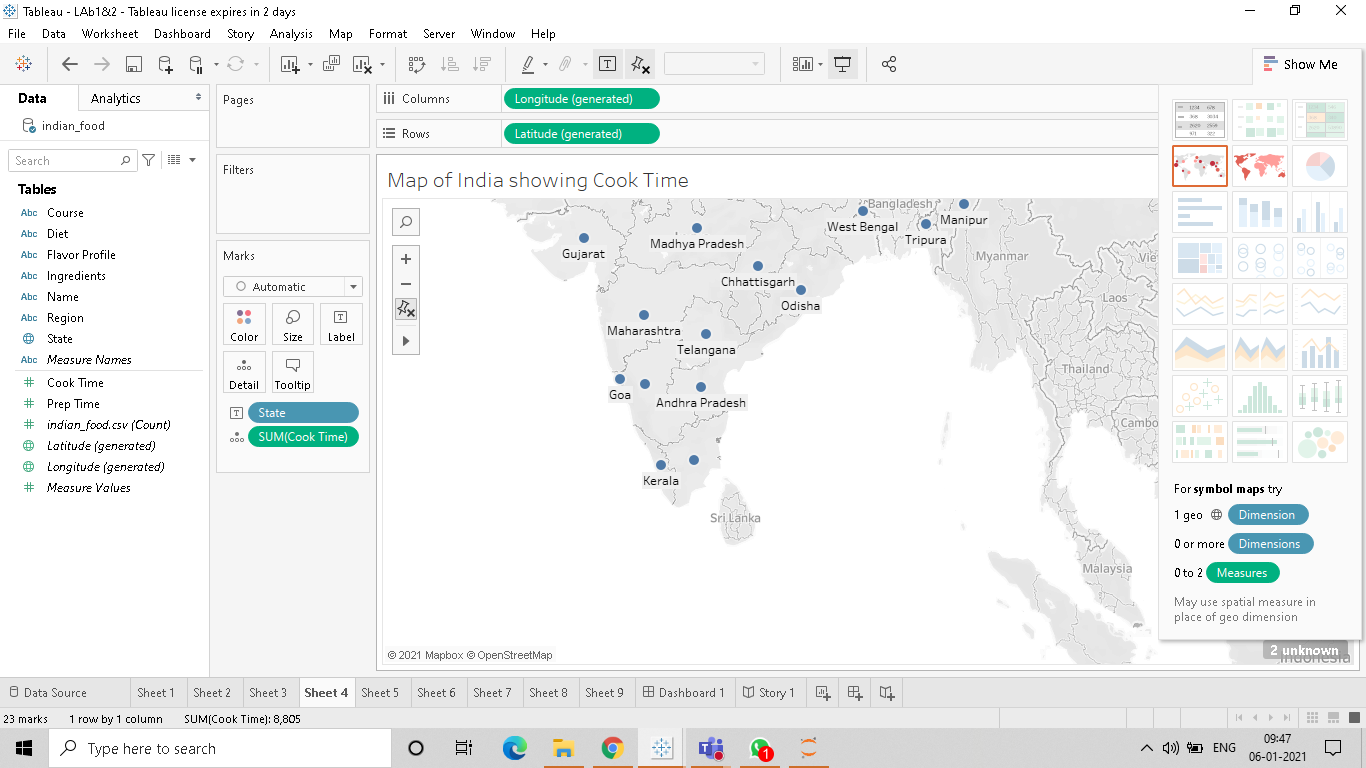 Tableau - LAb1&2 - Tableau license expires in 2 days
File Data Worksheet Dashboard Story Analysis Map Format Server Window Help
Show Me
Data Analytics
indian_food
Search
Tables
Abc Course
Abc Diet
Abc Flavor Profile
Abc Ingredients
Abc Name
Abc Region
State
Abc Measure Names
Cook Time
Prep Time
indian_food.csv (Count)
Latitude (generated)
Longitude (generated)
Measure Values
Pages
Filters
Marks
Automatic
Color Size Label
Detail Tooltip
State
SUM(Cook Time)
Columns Longitude (generated)
Rows Latitude (generated)
Map of India showing Cook Time
Bangladesh
Manipur
West Bengal
Tripura
Madhya Pradesh
Gujarat
Myanmar
Chhattisgarh
Odisha
Laos
Maharashtra
Telangana
Thailand
Goa
Andhra Pradesh
Kerala
Sri Lanka
Malaysia
© 2021 Mapbox © OpenStreetMap
2 unknown
Indonesia
For symbol maps try
1 geo Dimension
0 or more Dimensions
0 to 2 Measures
May use spatial measure in
place of geo dimension
Data Source Sheet 1 Sheet 2 Sheet 3 Sheet 4 Sheet 5 Sheet 6 Sheet 7 Sheet 8 Sheet 9 Dashboard 1 Story 1
23 marks 1 row by 1 column SUM(Cook Time): 8,805
Type here to search
1
ENG
09:47
06-01-2021